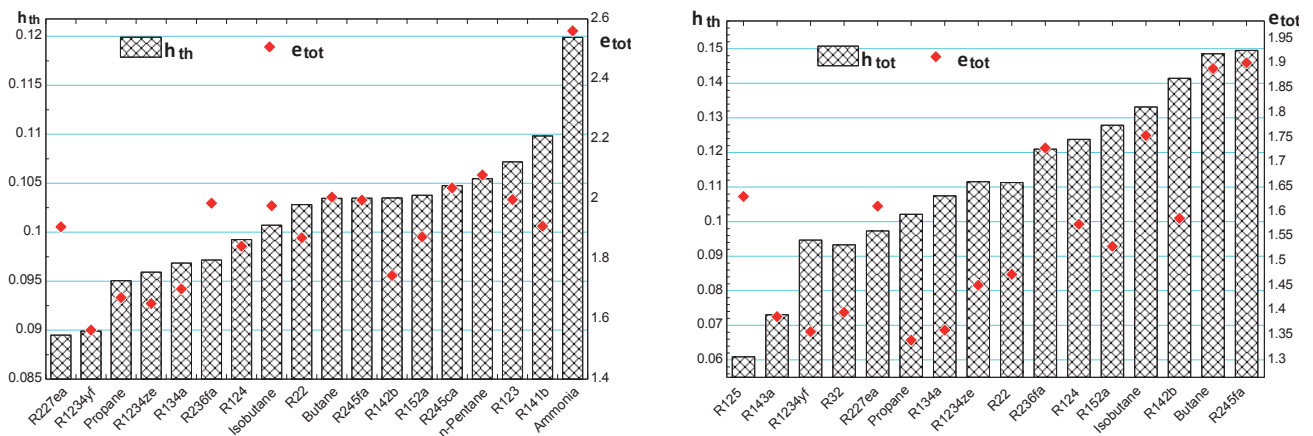 h th
2.6
0.12
h th
e tot
e tot
2.4
0.115
2.2
0.11
0.105
2
0.1
1.8
0.095
1.6
0.09
0.085
1.4
R227ea
R1234yf
Propane
R1234ze
R134a
R236fa
R124
Isobutane
R22
Butane
R245fa
R142b
R152a
R245ca
n-Pentane
R123
R141b
Ammonia
h th
e tot
1.95
0.15
h tot
e tot
1.9
0.14
1.85
0.13
1.8
1.75
0.12
1.7
0.11
1.65
0.1
1.6
1.55
0.09
1.5
0.08
1.45
1.4
0.07
1.35
0.06
1.3
R125
R143a
R1234yf
R32
R227ea
Propane
R134a
R1234ze
R22
R236fa
R124
R152a
Isobutane
R142b
Butane
R245fa